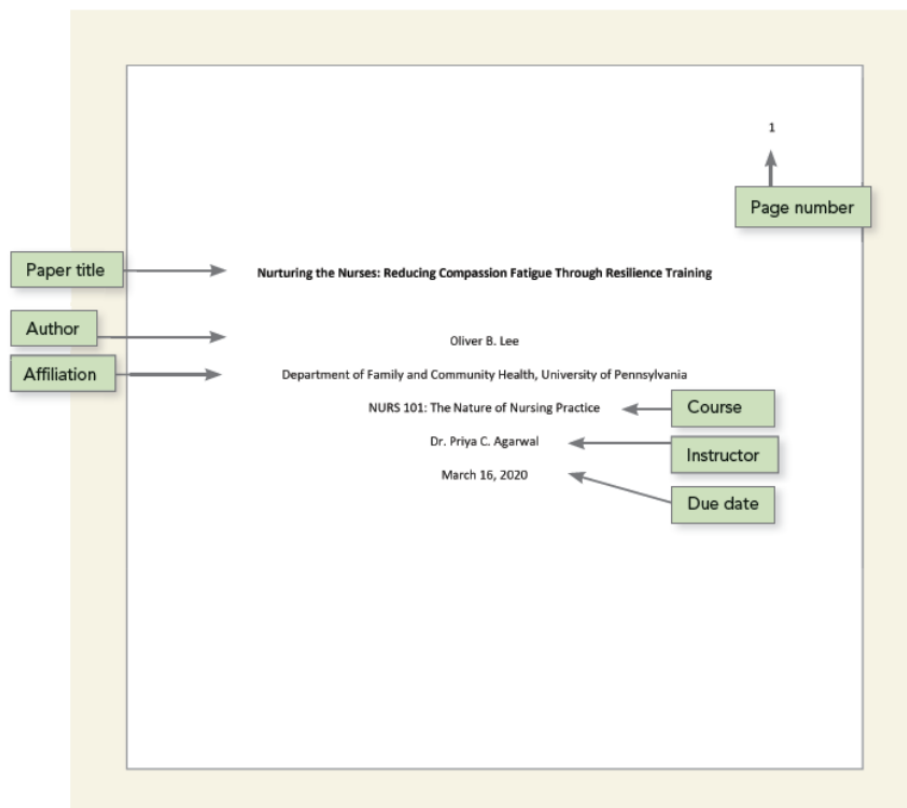 1
Page number
Paper title
Nurturing the Nurses: Reducing Compassion Fatigue Through Resilience Training
Author
Oliver B. Lee
Affiliation
Department of Family and Community Health, University of Pennsylvania
NURS 101: The Nature of Nursing Practice
Course
Dr. Priya C. Agarwal
Instructor
March 16, 2020
Due date